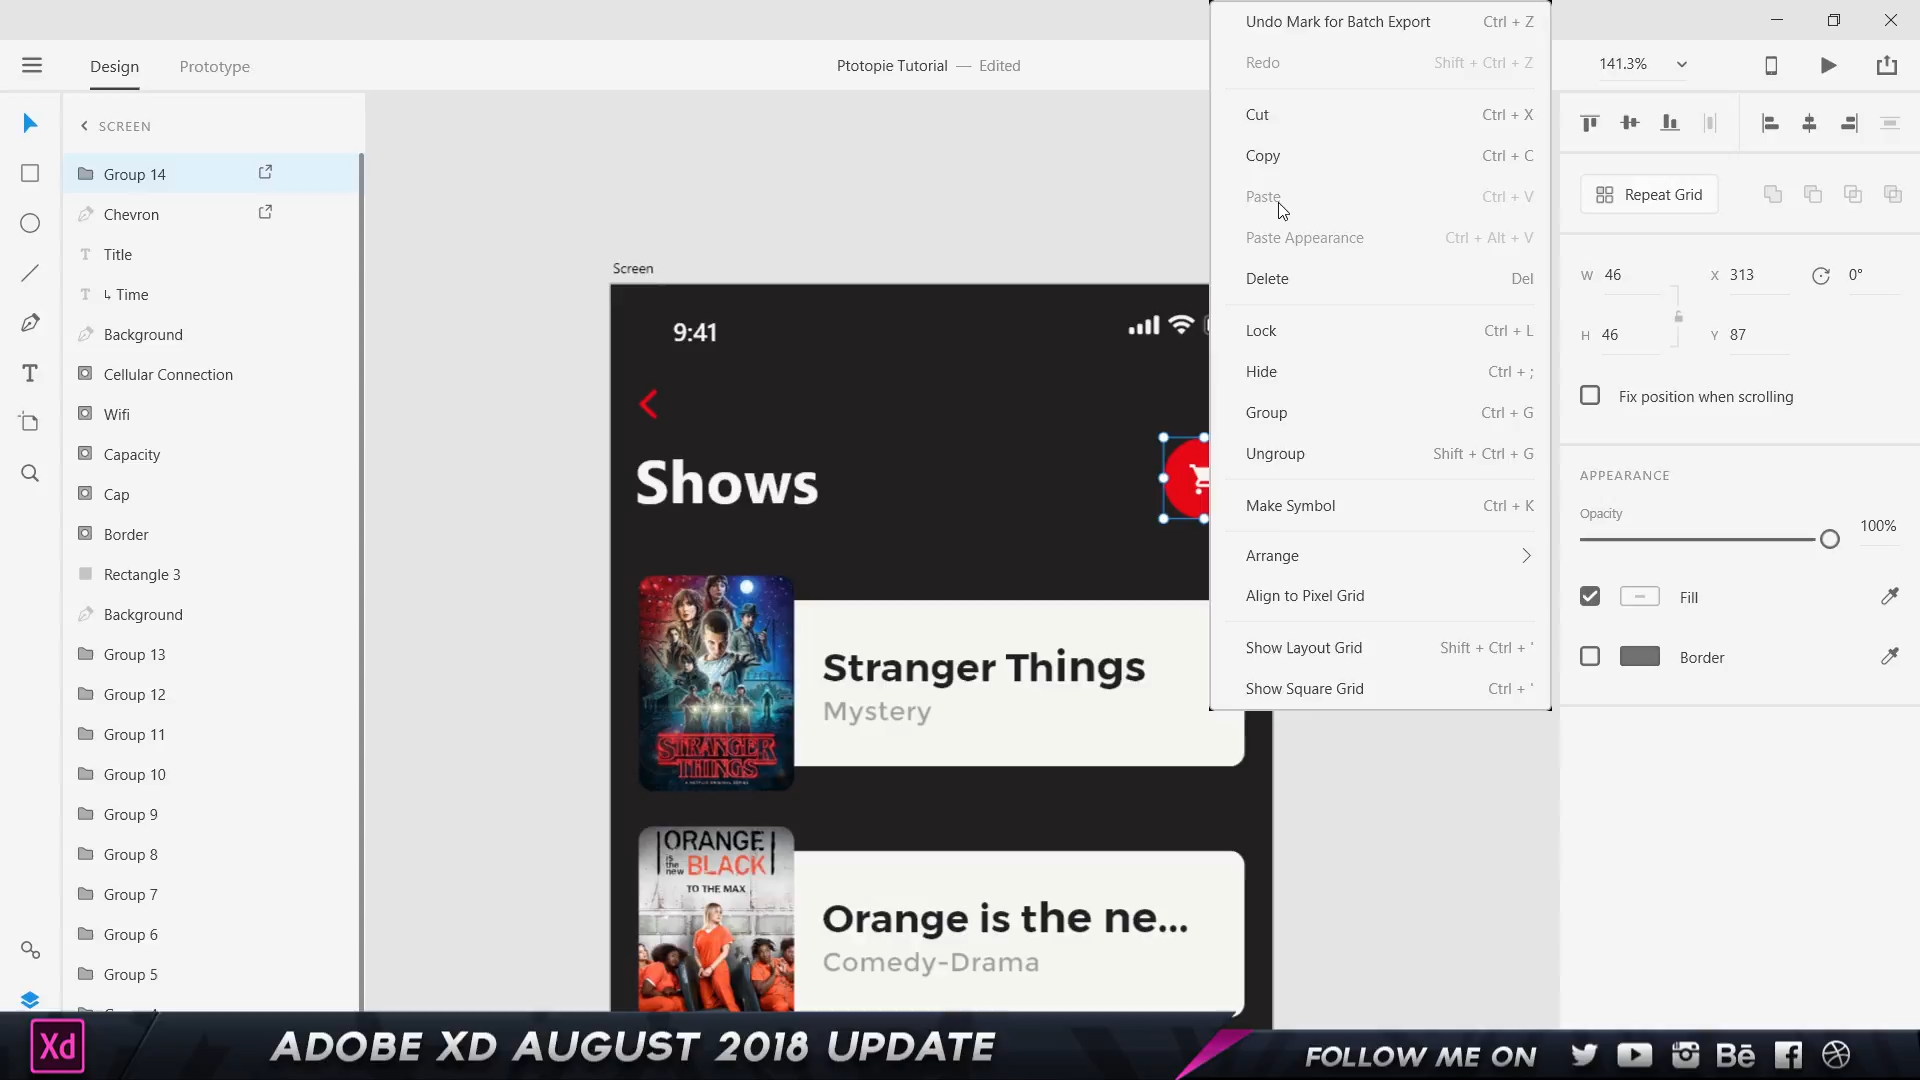 Undo Mark for Batch Export Ctrl + Z
Redo Shift + Ctrl + Z
Cut Ctrl + X
Copy Ctrl + C
Paste Ctrl + V
Paste Appearance Ctrl + Alt + V
Delete Del
Lock Ctrl + L
Hide Ctrl + ;
Group Ctrl + G
Ungroup Shift + Ctrl + G
Make Symbol Ctrl + K
Arrange
Align to Pixel Grid
Show Layout Grid Shift + Ctrl + '
Show Square Grid Ctrl + '
Design Prototype
Ptotopie Tutorial — Edited
141.3%
SCREEN
Group 14
Chevron
T Title
T ↳ Time
Background
Cellular Connection
Wifi
Capacity
Cap
Border
Rectangle 3
Background
Group 13
Group 12
Group 11
Group 10
Group 9
Group 8
Group 7
Group 6
Group 5
Screen
9:41
Shows
STRANGER
THINGS
Stranger Things
Mystery
ORANGE
is the new BLACK
TO THE MAX
Orange is the ne...
Comedy-Drama
Repeat Grid
W 46 X 313 0°
H 46 Y 87
Fix position when scrolling
APPEARANCE
Opacity
100%
Fill
Border
Xd
ADOBE XD AUGUST 2018 UPDATE
FOLLOW ME ON
Bē